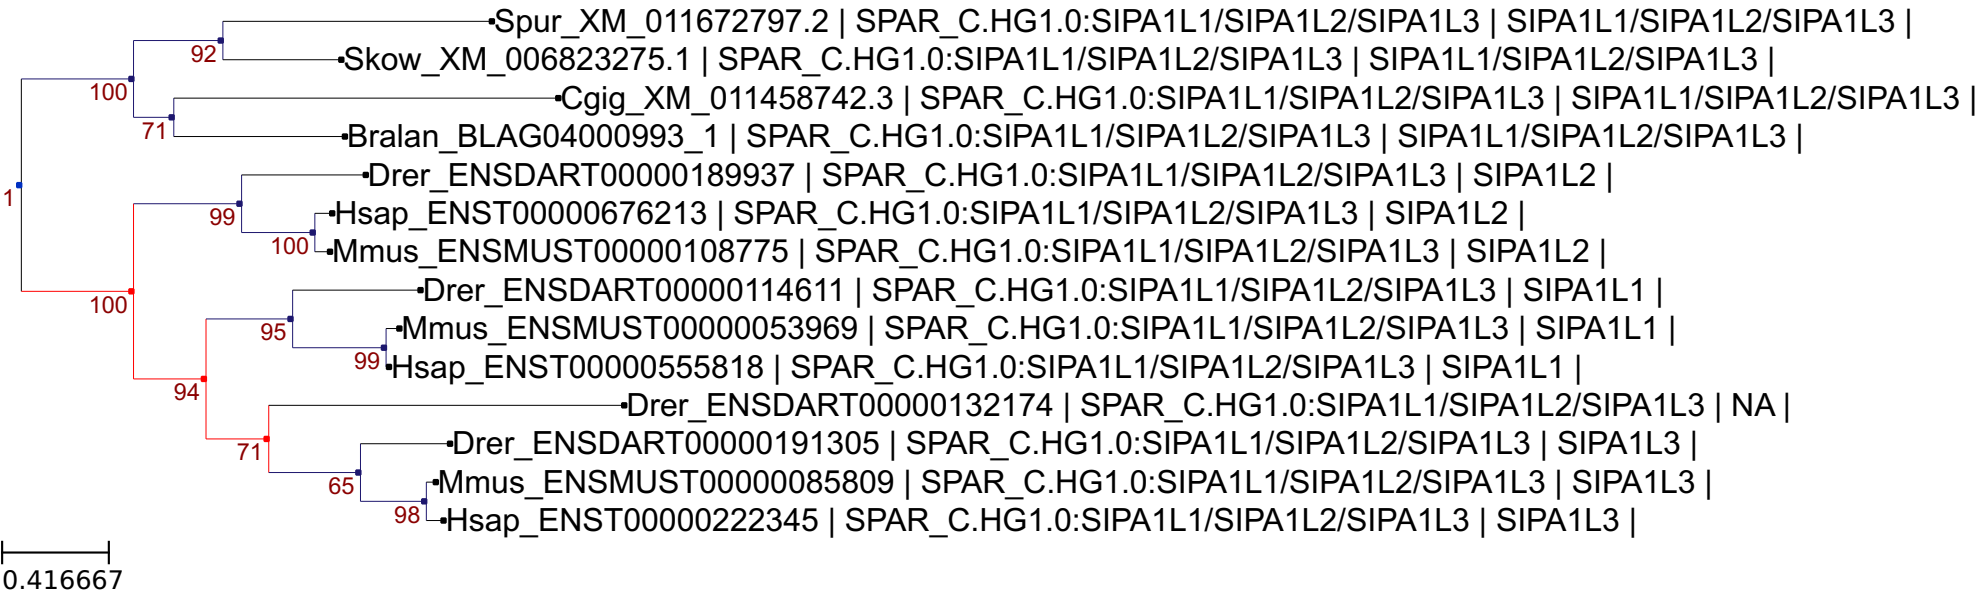 Spur_XM_011672797.2 | SPAR_C.HG1.0:SIPA1L1/SIPA1L2/SIPA1L3 | SIPA1L1/SIPA1L2/SIPA1L3 |
92
Skow_XM_006823275.1 | SPAR_C.HG1.0:SIPA1L1/SIPA1L2/SIPA1L3 | SIPA1L1/SIPA1L2/SIPA1L3 |
100
Cgig_XM_011458742.3 | SPAR_C.HG1.0:SIPA1L1/SIPA1L2/SIPA1L3 | SIPA1L1/SIPA1L2/SIPA1L3 |
71
Bralan_BLAG04000993_1 | SPAR_C.HG1.0:SIPA1L1/SIPA1L2/SIPA1L3 | SIPA1L1/SIPA1L2/SIPA1L3 |
Drer_ENSDART00000189937 | SPAR_C.HG1.0:SIPA1L1/SIPA1L2/SIPA1L3 | SIPA1L2 |
1
99
Hsap_ENST00000676213 | SPAR_C.HG1.0:SIPA1L1/SIPA1L2/SIPA1L3 | SIPA1L2 |
100
Mmus_ENSMUST00000108775 | SPAR_C.HG1.0:SIPA1L1/SIPA1L2/SIPA1L3 | SIPA1L2 |
Drer_ENSDART00000114611 | SPAR_C.HG1.0:SIPA1L1/SIPA1L2/SIPA1L3 | SIPA1L1 |
100
95
Mmus_ENSMUST00000053969 | SPAR_C.HG1.0:SIPA1L1/SIPA1L2/SIPA1L3 | SIPA1L1 |
99
Hsap_ENST00000555818 | SPAR_C.HG1.0:SIPA1L1/SIPA1L2/SIPA1L3 | SIPA1L1 |
94
Drer_ENSDART00000132174 | SPAR_C.HG1.0:SIPA1L1/SIPA1L2/SIPA1L3 | NA |
71
Drer_ENSDART00000191305 | SPAR_C.HG1.0:SIPA1L1/SIPA1L2/SIPA1L3 | SIPA1L3 |
65
Mmus_ENSMUST00000085809 | SPAR_C.HG1.0:SIPA1L1/SIPA1L2/SIPA1L3 | SIPA1L3 |
98
Hsap_ENST00000222345 | SPAR_C.HG1.0:SIPA1L1/SIPA1L2/SIPA1L3 | SIPA1L3 |
0.416667